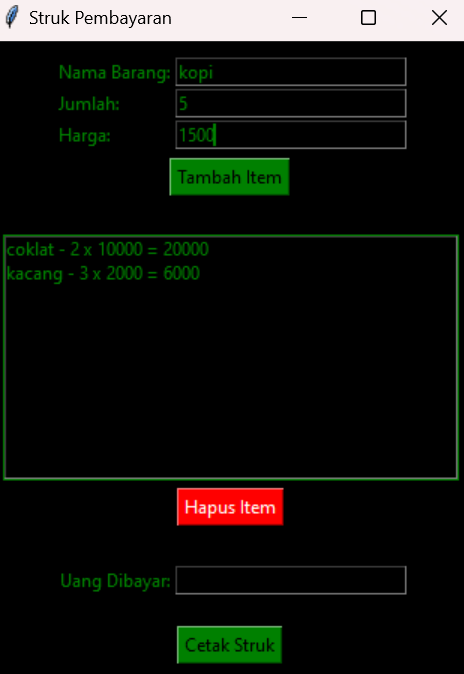 Struk Pembayaran
Nama Barang: kopi
Jumlah: 5
Harga: 1500
Tambah Item
coklat - 2 x 10000 = 20000
kacang - 3 x 2000 = 6000
Hapus Item
Uang Dibayar:
Cetak Struk